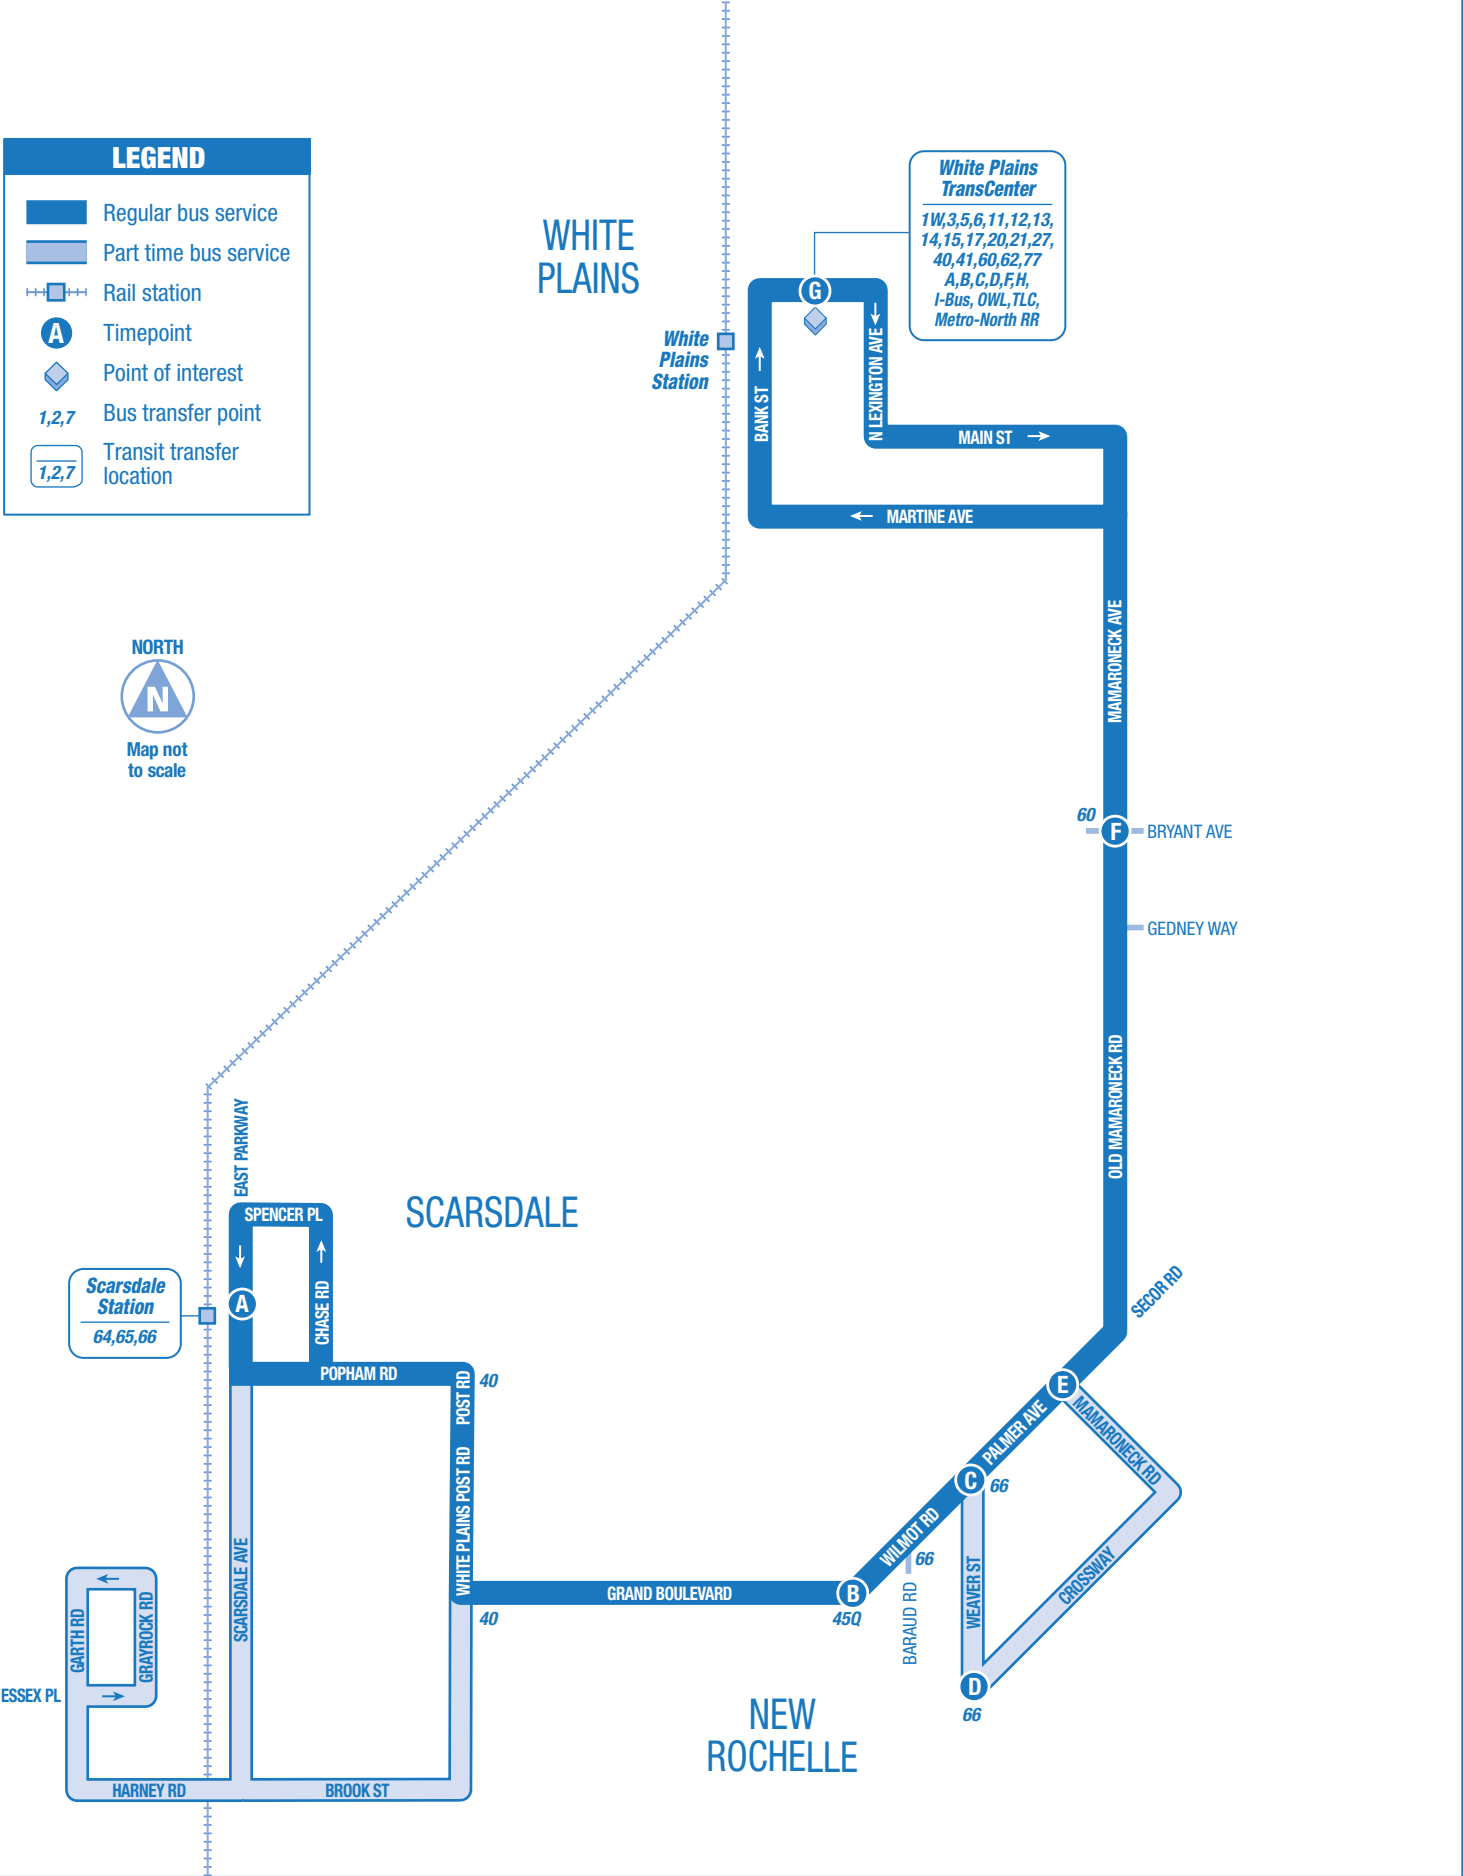 LEGEND
Regular bus service
Part time bus service
Rail station
A
Timepoint
Point of interest
1,2,7
Bus transfer point
1,2,7
Transit transfer
location
NORTH
N
Map not
to scale
WHITE
PLAINS
White
Plains
Station
White Plains
TransCenter
1W,3,5,6,11,12,13,
14,15,17,20,21,27,
40,41,60,62,77
A,B,C,D,F,H,
I-Bus, OWL,TLC,
Metro-North RR
G
BANK ST
N LEXINGTON AVE
MAIN ST
MARTINE AVE
MAMARONECK AVE
60
F
BRYANT AVE
GEDNEY WAY
OLD MAMARONECK RD
SECOR RD
EAST PARKWAY
SPENCER PL
SCARSDALE
Scarsdale
Station
64,65,66
A
CHASE RD
POPHAM RD
POST RD
40
WHITE PLAINS POST RD
E
MAMARONECK RD
PALMER AVE
C
66
WILMOT RD
66
BARAUD RD
WEAVER ST
CROSSWAY
GRAND BOULEVARD
B
45Q
40
SCARSDALE AVE
GARTH RD
GRAYROCK RD
ESSEX PL
D
66
NEW
ROCHELLE
HARNEY RD
BROOK ST